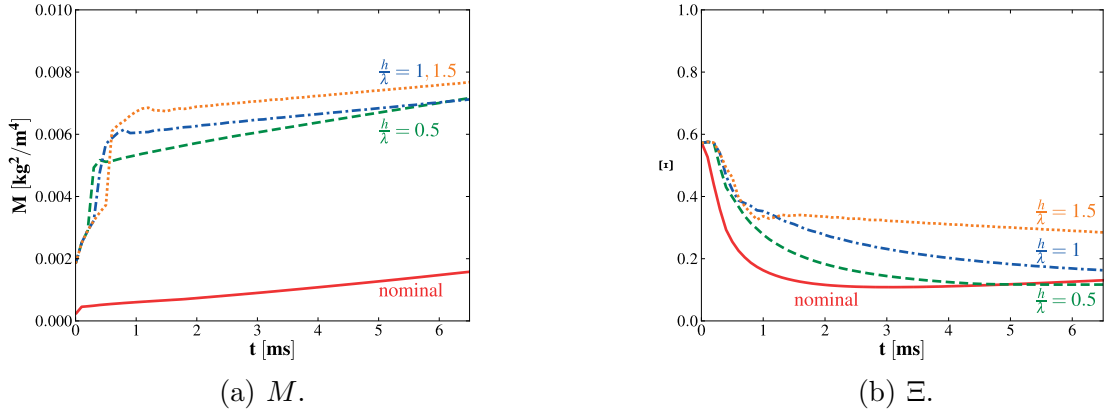 0.010
0.008
0.006
0.004
0.002
0.000
M [kg²/m⁴]
h/λ = 1, 1.5
h/λ = 0.5
nominal
0 1 2 3 4 5 6
t [ms]
(a) M.
1.0
0.8
0.6
0.4
0.2
0.0
Ξ
h/λ = 1.5
h/λ = 1
h/λ = 0.5
nominal
0 1 2 3 4 5 6
t [ms]
(b) Ξ.